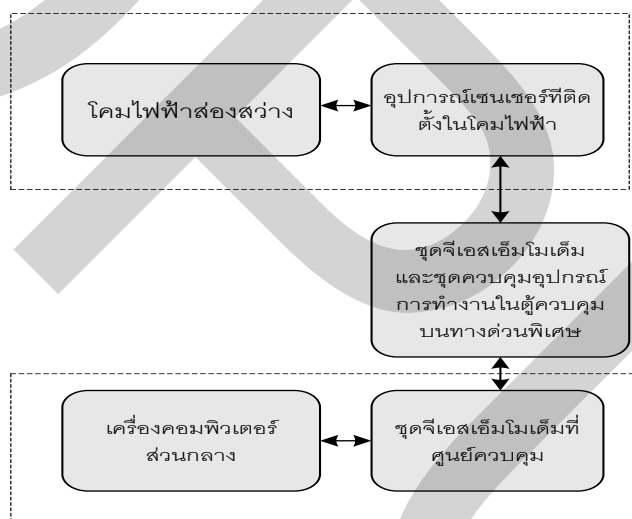 โคมไฟฟ้าส่องสว่าง
อุปการณ์เซนเซอร์ที่ติด
ตั้งในโคมไฟฟ้า
ชุดจีเอสเอ็มโมเด็ม
และชุดควบคุมอุปกรณ์
การทำงานในตู้ควบคุม
บนทางด่วนพิเศษ
เครื่องคอมพิวเตอร์
ส่วนกลาง
ชุดจีเอสเอ็มโมเด็มที่
ศูนย์ควบคุม